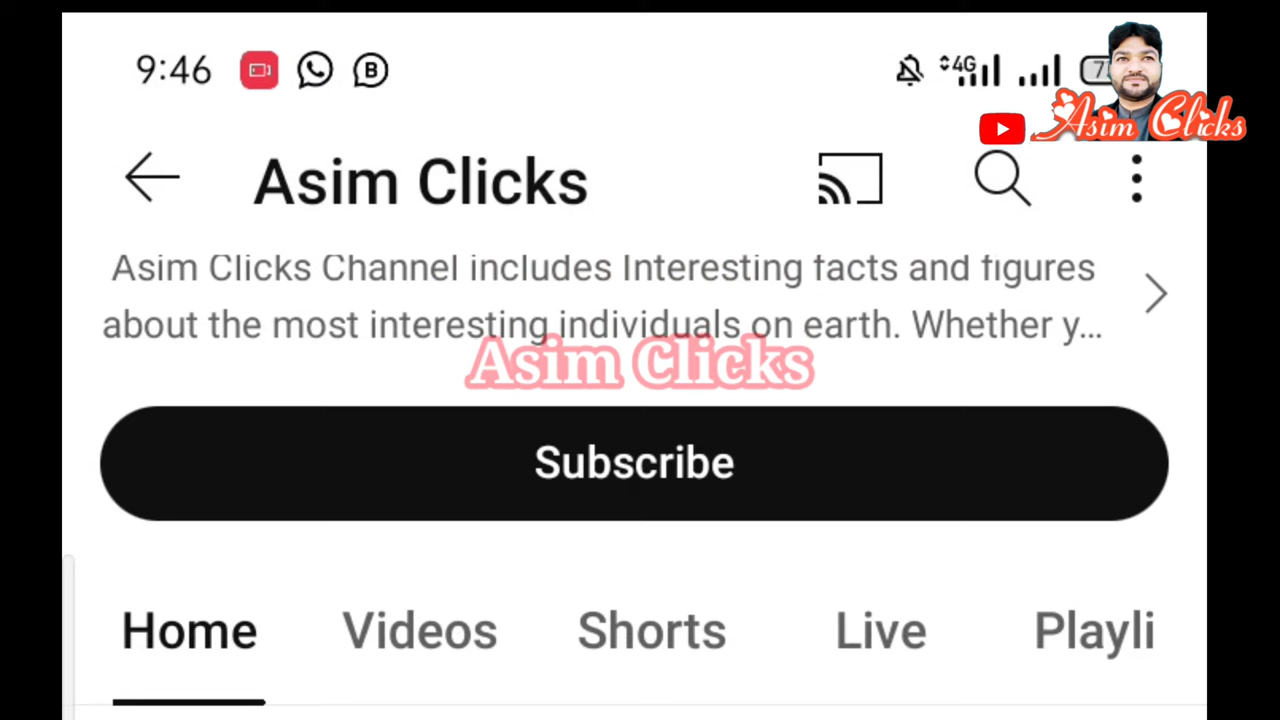 9:46
4G
Asim Clicks
Asim Clicks
Asim Clicks Channel includes Interesting facts and figures
about the most interesting individuals on earth. Whether y...
Asim Clicks
Subscribe
Home Videos Shorts Live Playli